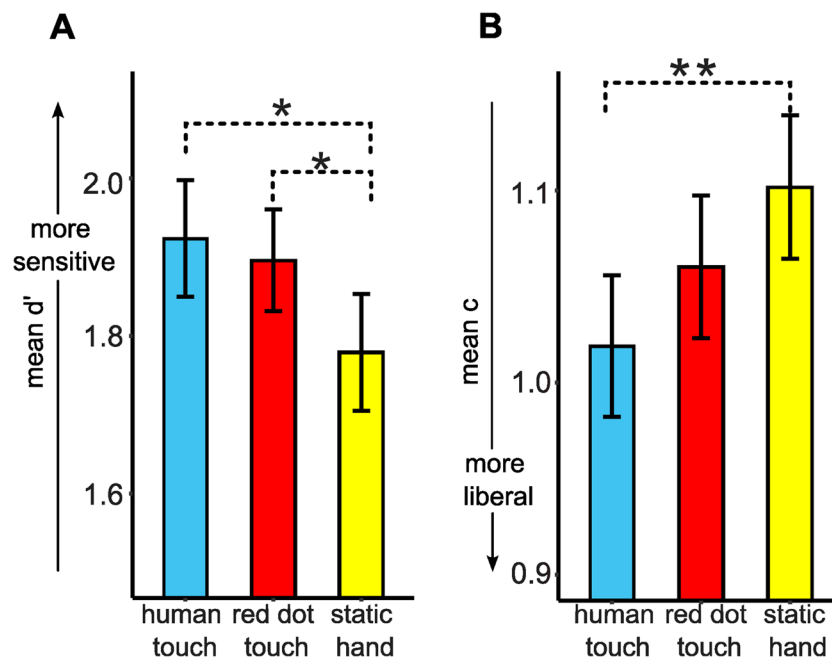 A
more
sensitive
mean d'
2.0
1.8
1.6
*
*
human
touch
red dot
touch
static
hand
B
mean c
more
liberal
1.1
1.0
0.9
**
human
touch
red dot
touch
static
hand